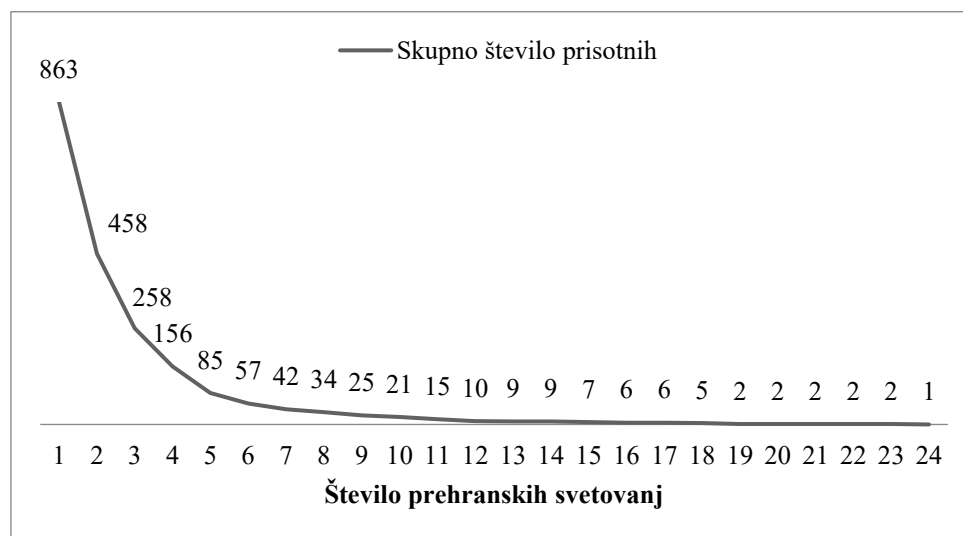 Skupno število prisotnih
863
458
258
156
85 57 42 34 25 21 15 10 9 9 7 6 6 5 2 2 2 2 2 1
1 2 3 4 5 6 7 8 9 10 11 12 13 14 15 16 17 18 19 20 21 22 23 24
Število prehranskih svetovanj